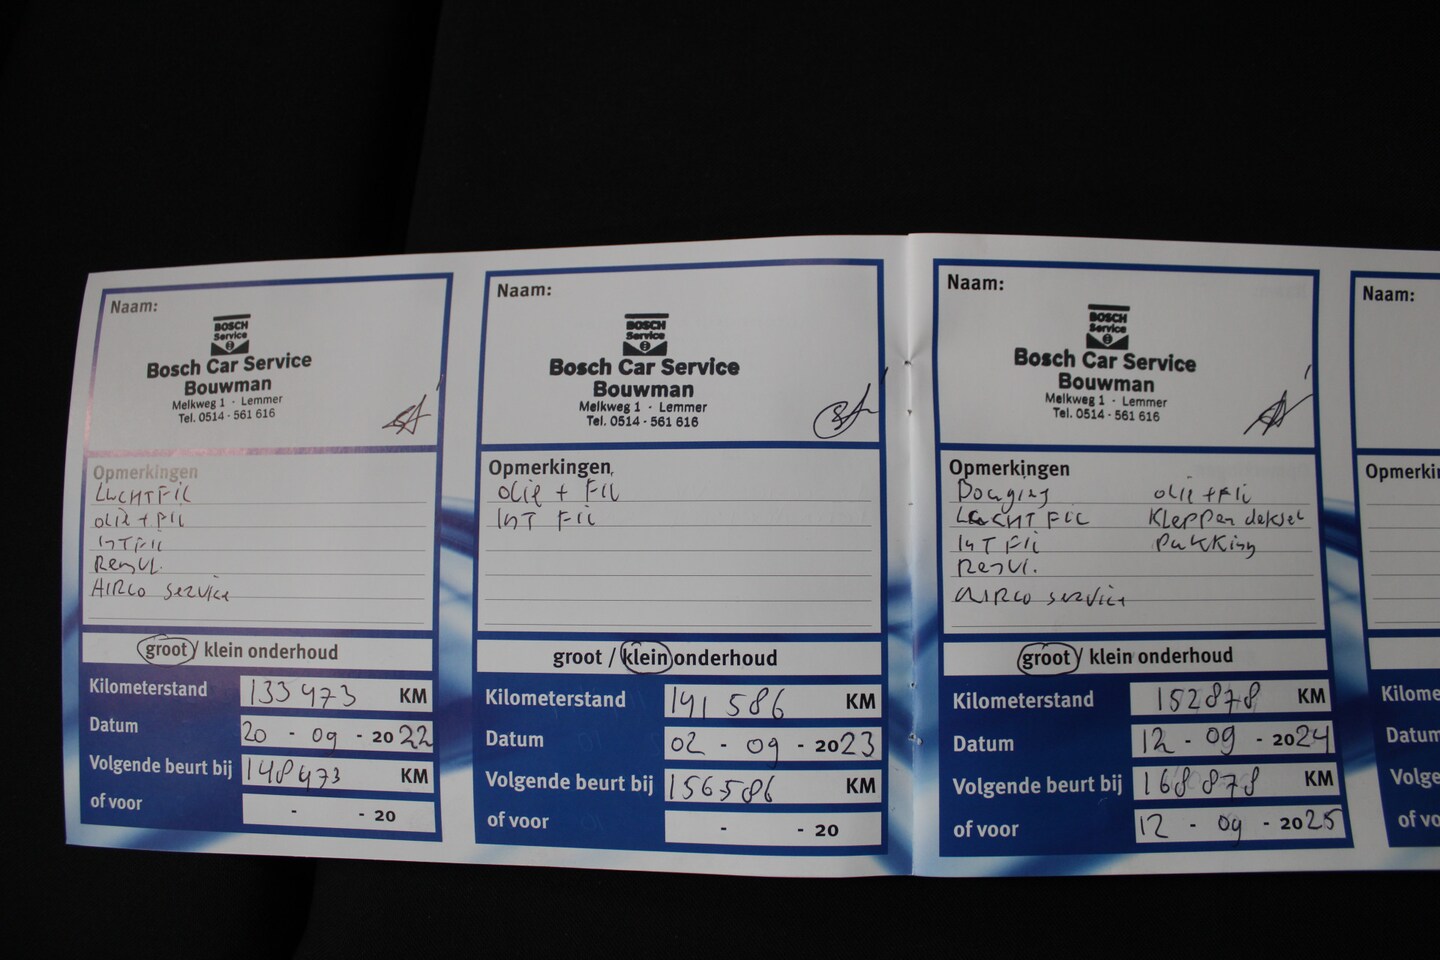 Naam:
BOSCH
Service
Bosch Car Service
Bouwman
Melkweg 1 · Lemmer
Tel. 0514 - 561 616
Opmerkingen
LUCHTFIL
olie + FIL
INTFIL
Remvl.
AIRCO service
groot / klein onderhoud
Kilometerstand 133473 KM
Datum 20 - 09 - 2022
Volgende beurt bij 148473 KM
of voor - - 20
Naam:
BOSCH
Service
Bosch Car Service
Bouwman
Melkweg 1 · Lemmer
Tel. 0514 - 561 616
Opmerkingen
olie + FIL
INT FIL
groot / klein onderhoud
Kilometerstand 141586 KM
Datum 02 - 09 - 2023
Volgende beurt bij 156586 KM
of voor - - 20
Naam:
BOSCH
Service
Bosch Car Service
Bouwman
Melkweg 1 · Lemmer
Tel. 0514 - 561 616
Opmerkingen
olie + FIL
LUCHT FIL Kleppen deksel
INT FIL pakking
Remvl.
AIRCO service
groot / klein onderhoud
Kilometerstand 152878 KM
Datum 12 - 09 - 2024
Volgende beurt bij 168878 KM
of voor 12 - 09 - 2025
Naam:
Opmerkin
Kilome
Datum
Volge
of vo